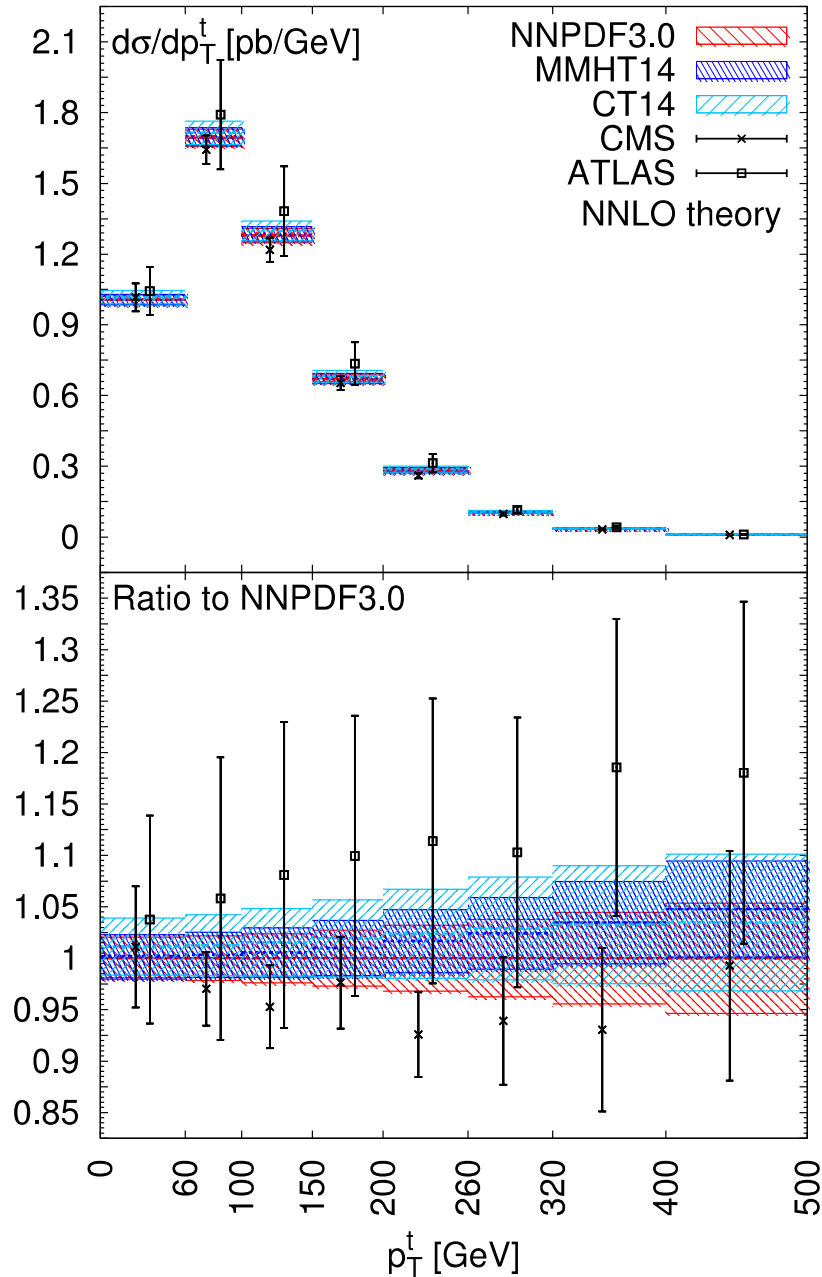 dσ/dp_T^t [pb/GeV]
NNPDF3.0
MMHT14
CT14
CMS
ATLAS
NNLO theory
2.1
1.8
1.5
1.2
0.9
0.6
0.3
0
Ratio to NNPDF3.0
1.35
1.3
1.25
1.2
1.15
1.1
1.05
1
0.95
0.9
0.85
0 60 100 150 200 260 320 400 500
p_T^t [GeV]